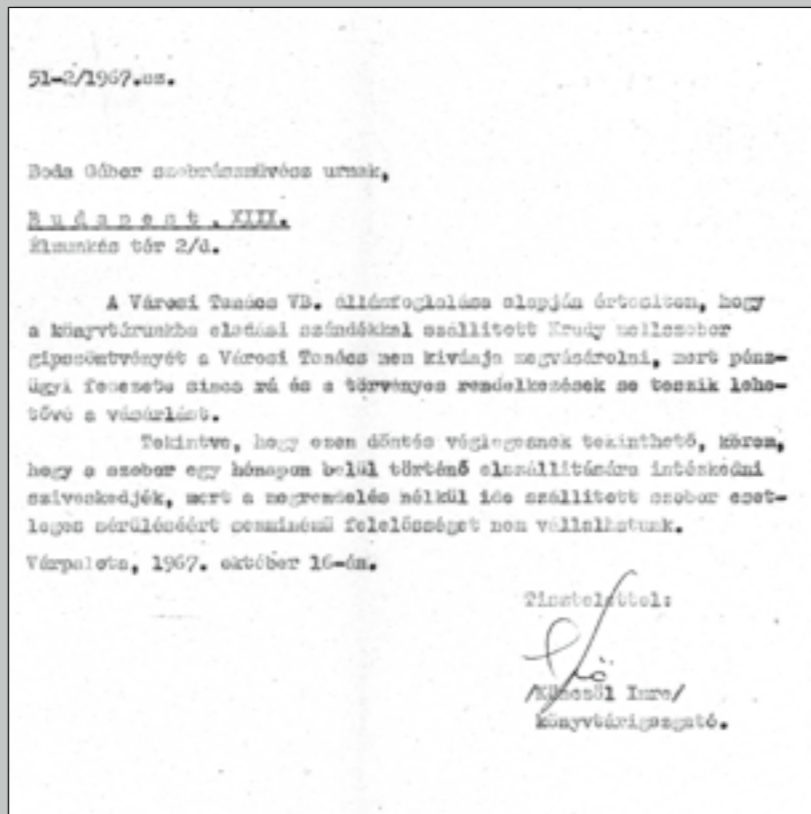 51-2/1967.sz.
Boda Gábor szobrászművész urnak,
Budapest, XIII.
Élmunkás tér 2/d.
A Városi Tanács VB. állásfoglalása alapján értesitem, hogy
a könyvtárunkba eladási szándékkal szállitott Krudy mellszobor
gipszöntvényét a Városi Tanács nem kivánja megvásárolni, mert pénz-
ügyi fedezete sincs rá és a törvényes rendelkezések se teszik lehe-
tővé a vásárlást.
Tekintve, hogy ezen döntés véglegesnek tekinthető, kérem,
hogy a szobor egy hónapon belül történő elszállitására intézkedni
sziveskedjék, mert a megrendelés nélkül ide szállitott szobor eset-
leges sérüléséért semminemű felelősséget nem vállalhatunk.
Várpalota, 1967. október 16-án.
Tisztelettel:
Imre/
könyvtárigazgató.